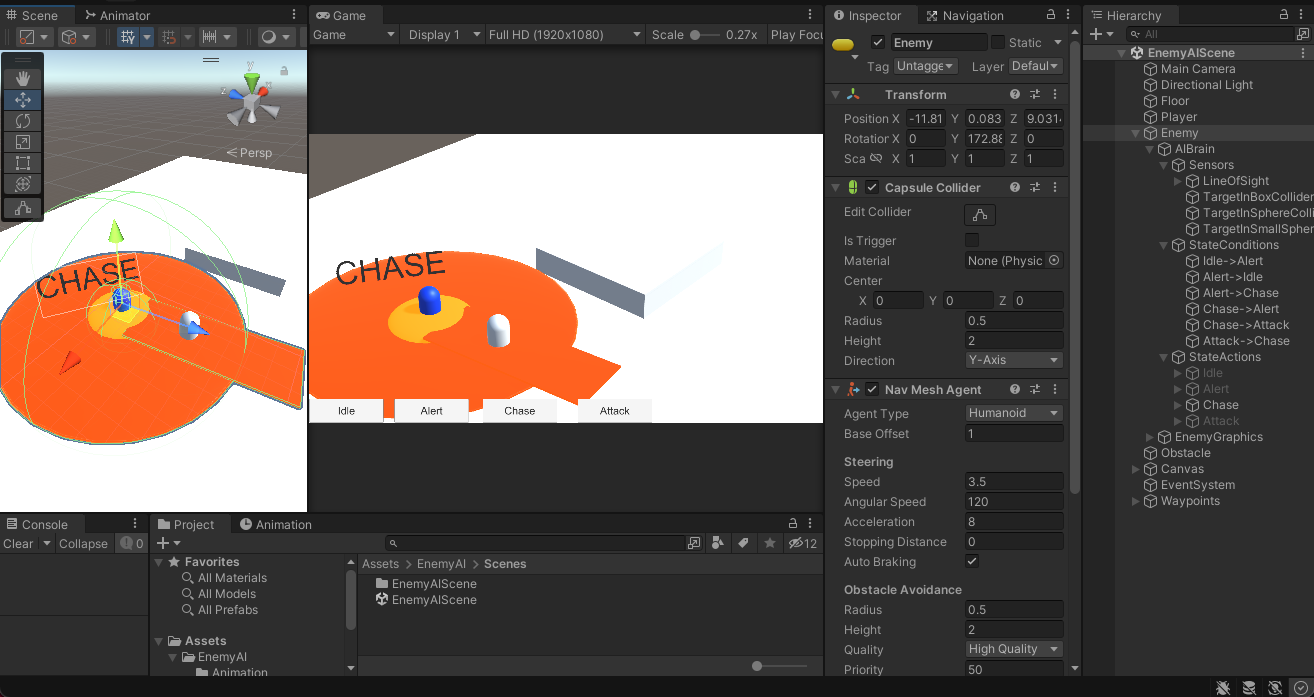 Scene
Animator
Persp
y
x
z
CHASE
Game
Game
Display 1
Full HD (1920x1080)
Scale
0.27x
Play Focu
CHASE
Idle
Alert
Chase
Attack
Console
Clear
Collapse
0
Project
Animation
12
Favorites
All Materials
All Models
All Prefabs
Assets
EnemyAI
Animation
Assets > EnemyAI > Scenes
EnemyAIScene
EnemyAIScene
Inspector
Navigation
Enemy
Static
Tag Untagge
Layer Defaul
Transform
Position X -11.81 Y 0.083 Z 9.031
Rotation X 0 Y 172.88 Z 0
Sca X 1 Y 1 Z 1
Capsule Collider
Edit Collider
Is Trigger
Material None (Physic
Center
X 0 Y 0 Z 0
Radius 0.5
Height 2
Direction Y-Axis
Nav Mesh Agent
Agent Type Humanoid
Base Offset 1
Steering
Speed 3.5
Angular Speed 120
Acceleration 8
Stopping Distance 0
Auto Braking
Obstacle Avoidance
Radius 0.5
Height 2
Quality High Quality
Priority 50
Hierarchy
All
EnemyAIScene
Main Camera
Directional Light
Floor
Player
Enemy
AIBrain
Sensors
LineOfSight
TargetInBoxCollider
TargetInSphereColli
TargetInSmallSpher
StateConditions
Idle->Alert
Alert->Idle
Alert->Chase
Chase->Alert
Chase->Attack
Attack->Chase
StateActions
Idle
Alert
Chase
Attack
EnemyGraphics
Obstacle
Canvas
EventSystem
Waypoints